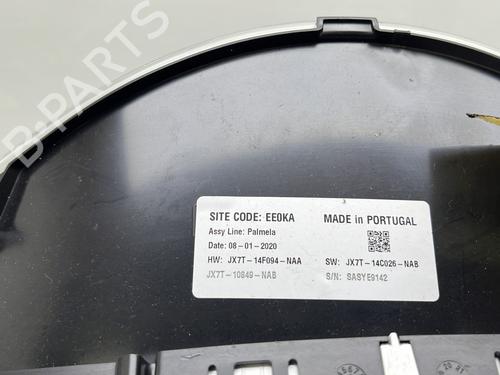 B-PARTS
SITE CODE: EE0KA MADE in PORTUGAL
Assy Line: Palmela
Date: 08-01-2020
HW: JX7T-14F094-NAA SW: JX7T-14C026-NAB
JX7T-10849-NAB S/N: SASYE9142